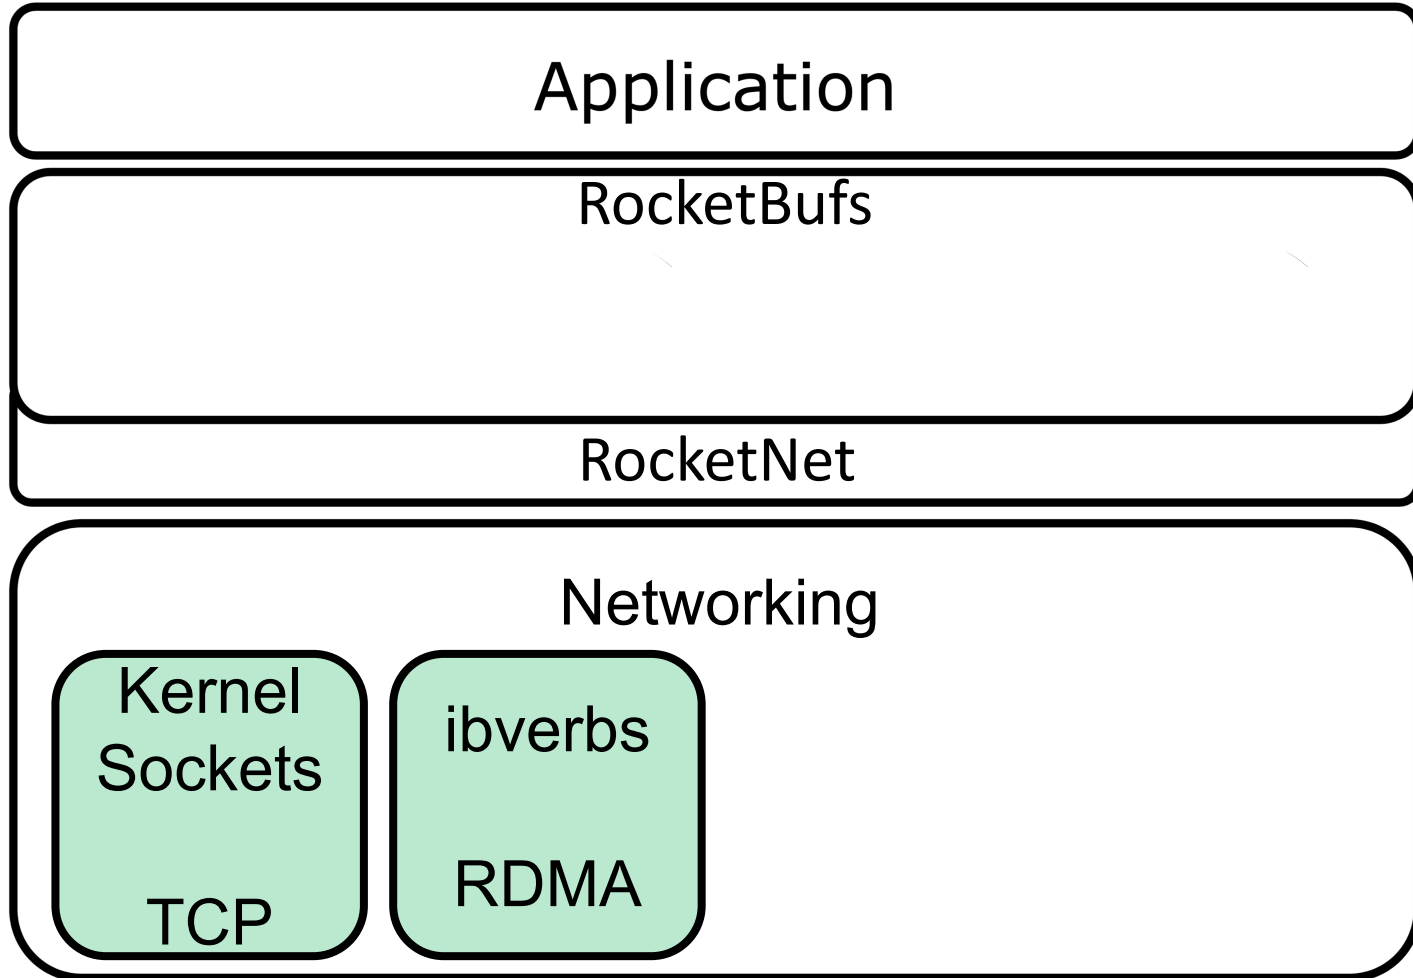 Application
RocketBufs
RocketNet
Networking
Kernel
Sockets
TCP
ibverbs
RDMA